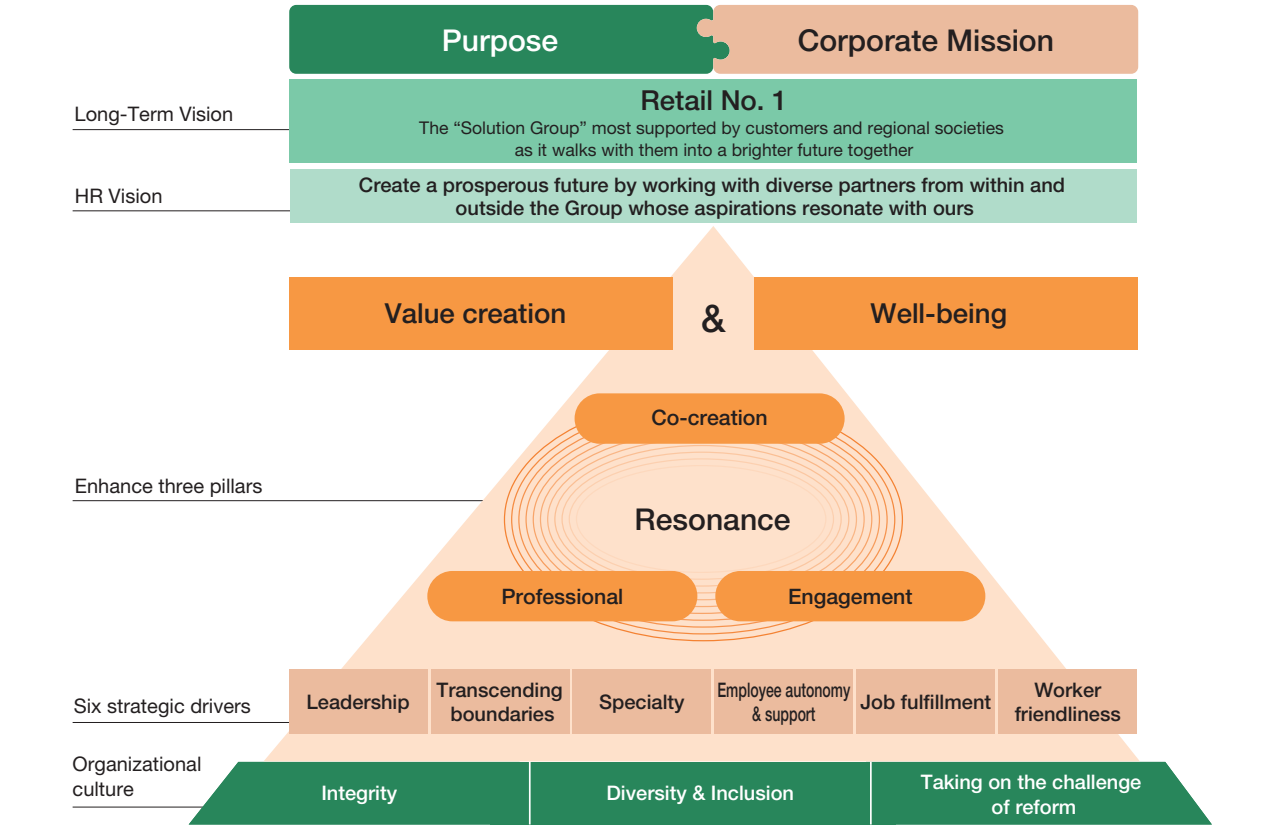 Purpose
Corporate Mission
Long-Term Vision
Retail No. 1
The “Solution Group” most supported by customers and regional societies
as it walks with them into a brighter future together
HR Vision
Create a prosperous future by working with diverse partners from within and
outside the Group whose aspirations resonate with ours
Value creation
&
Well-being
Co-creation
Enhance three pillars
Resonance
Professional
Engagement
Six strategic drivers
Leadership
Transcending
boundaries
Specialty
Employee autonomy
& support
Job fulfillment
Worker
friendliness
Organizational
culture
Integrity
Diversity & Inclusion
Taking on the challenge
of reform